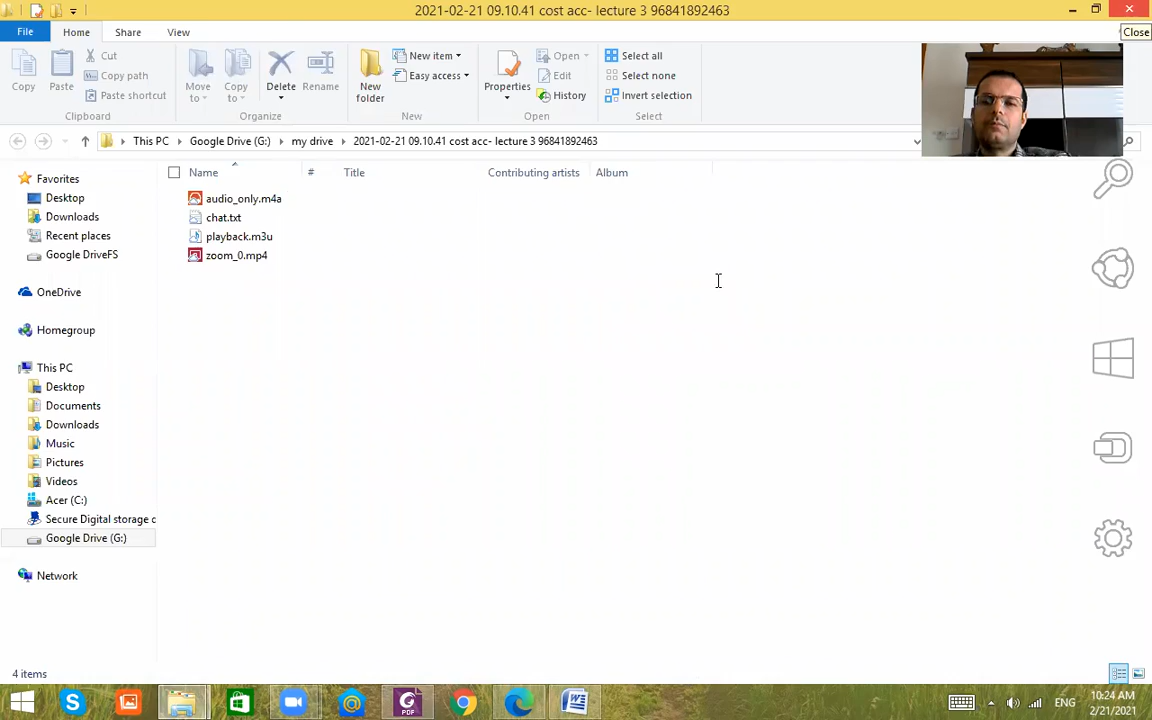 2021-02-21 09.10.41 cost acc- lecture 3 96841892463
Close
File Home Share View
Copy
Paste
Cut
Copy path
Paste shortcut
Clipboard
Move to
Copy to
Delete
Rename
Organize
New folder
New item
Easy access
New
Properties
Open
Edit
History
Open
Select all
Select none
Invert selection
Select
This PC Google Drive (G:) my drive 2021-02-21 09.10.41 cost acc- lecture 3 96841892463
Name # Title Contributing artists Album
audio_only.m4a
chat.txt
playback.m3u
zoom_0.mp4
Favorites
Desktop
Downloads
Recent places
Google DriveFS
OneDrive
Homegroup
This PC
Desktop
Documents
Downloads
Music
Pictures
Videos
Acer (C:)
Secure Digital storage d
Google Drive (G:)
Network
4 items
PDF
ENG
10:24 AM
2/21/2021